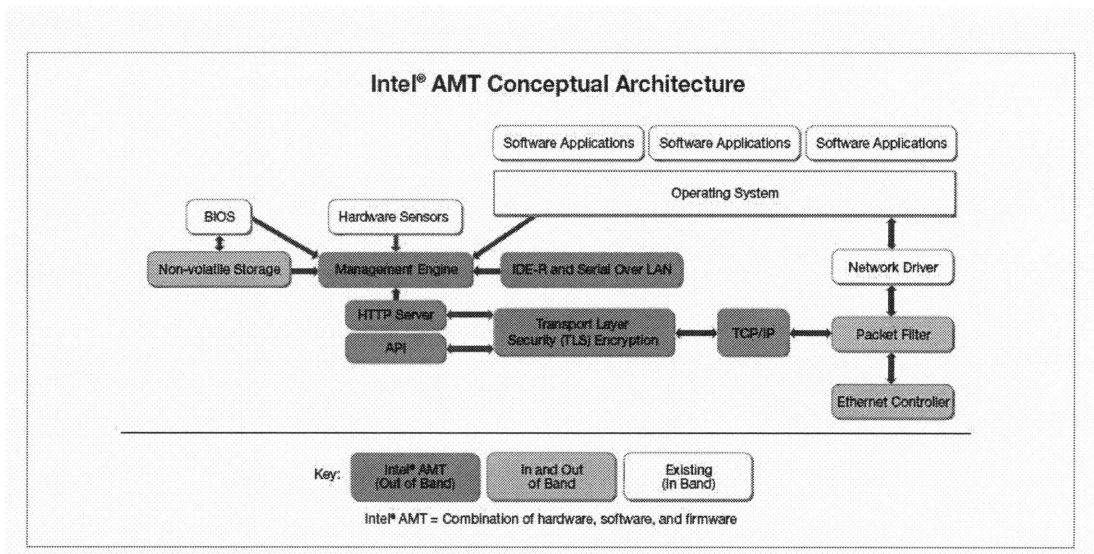 Intel® AMT Conceptual Architecture
Software Applications
Software Applications
Software Applications
Operating System
BIOS
Hardware Sensors
Non-volatile Storage
Management Engine
IDE-R and Serial Over LAN
Network Driver
HTTP Server
API
Transport Layer
Security (TLS) Encryption
TCP/IP
Packet Filter
Ethernet Controller
Key:
Intel® AMT
(Out of Band)
In and Out
of Band
Existing
(In Band)
Intel® AMT = Combination of hardware, software, and firmware